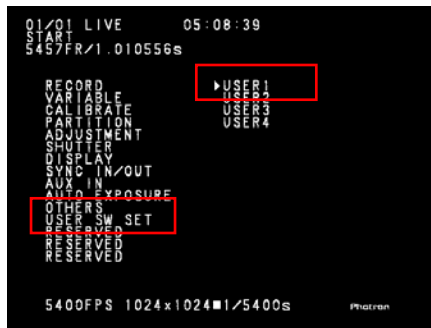 01/01 LIVE 05:08:39
START
5457FR/1.010556s
RECORD ▶USER1
VARIABLE USER2
CALIBRATE USER3
PARTITION USER4
ADJUSTMENT
SHUTTER
DISPLAY
SYNC IN/OUT
AUX IN
AUTO EXPOSURE
OTHERS
USER SW SET
RESERVED
RESERVED
RESERVED
5400FPS 1024x1024■1/5400s Photron